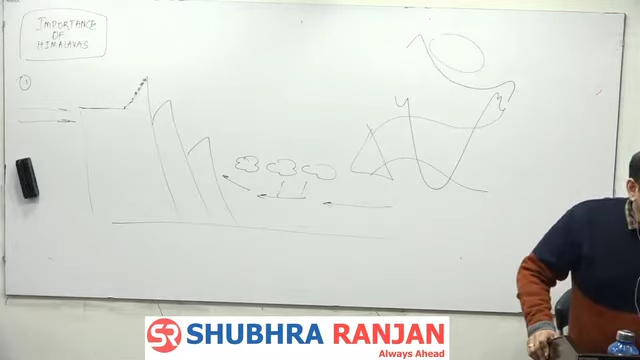 IMPORTANCE
OF
HIMALAYAS
①
SR SHUBHRA RANJAN
Always Ahead